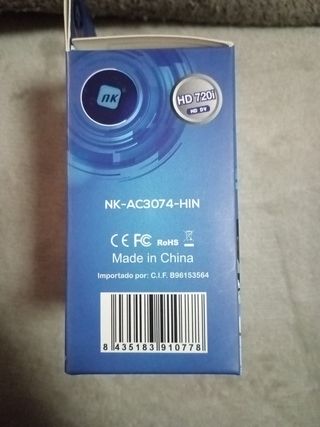 NK
HD 720i
HD DV
NK-AC3074-HIN
CE FC RoHS
Made in China
Importado por: C.I.F. B96153564
8 435183 910778